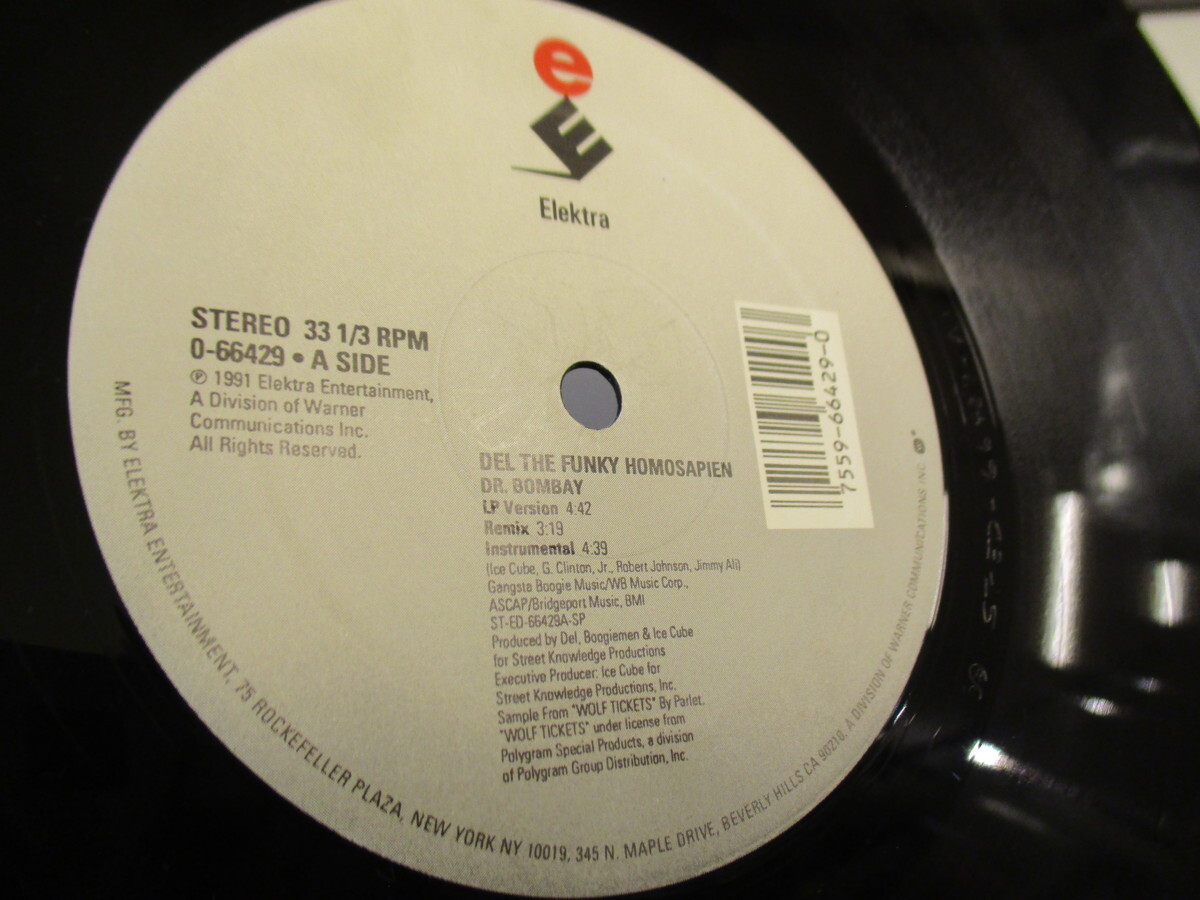 e
E
Elektra
STEREO 33 1/3 RPM
0-66429 • A SIDE
℗ 1991 Elektra Entertainment,
A Division of Warner
Communications Inc.
All Rights Reserved.
7559-66429-0
DEL THE FUNKY HOMOSAPIEN
DR. BOMBAY
LP Version 4:42
Remix 3:19
Instrumental 4:39
(Ice Cube, G. Clinton, Jr., Robert Johnson, Jimmy Ali)
Gangsta Boogie Music/WB Music Corp.,
ASCAP/Bridgeport Music, BMI
ST-ED-66429A-SP
Produced by Del, Boogiemen & Ice Cube
for Street Knowledge Productions
Executive Producer: Ice Cube for
Street Knowledge Productions, Inc.
Sample From "WOLF TICKETS" By Parlet.
"WOLF TICKETS" under license from
Polygram Special Products, a division
of Polygram Group Distribution, Inc.
MFG. BY ELEKTRA ENTERTAINMENT, 75 ROCKEFELLER PLAZA, NEW YORK NY 10019, 345 N. MAPLE DRIVE, BEVERLY HILLS CA 90210, A DIVISION OF WARNER COMMUNICATIONS INC.